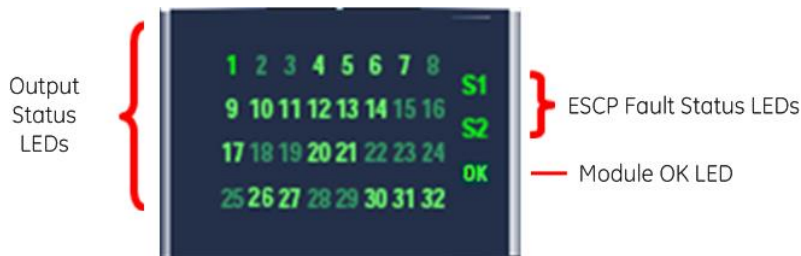 Output
Status
LEDs
1 2 3 4 5 6 7 8
9 10 11 12 13 14 15 16
17 18 19 20 21 22 23 24
25 26 27 28 29 30 31 32
S1
S2
OK
ESCP Fault Status LEDs
Module OK LED